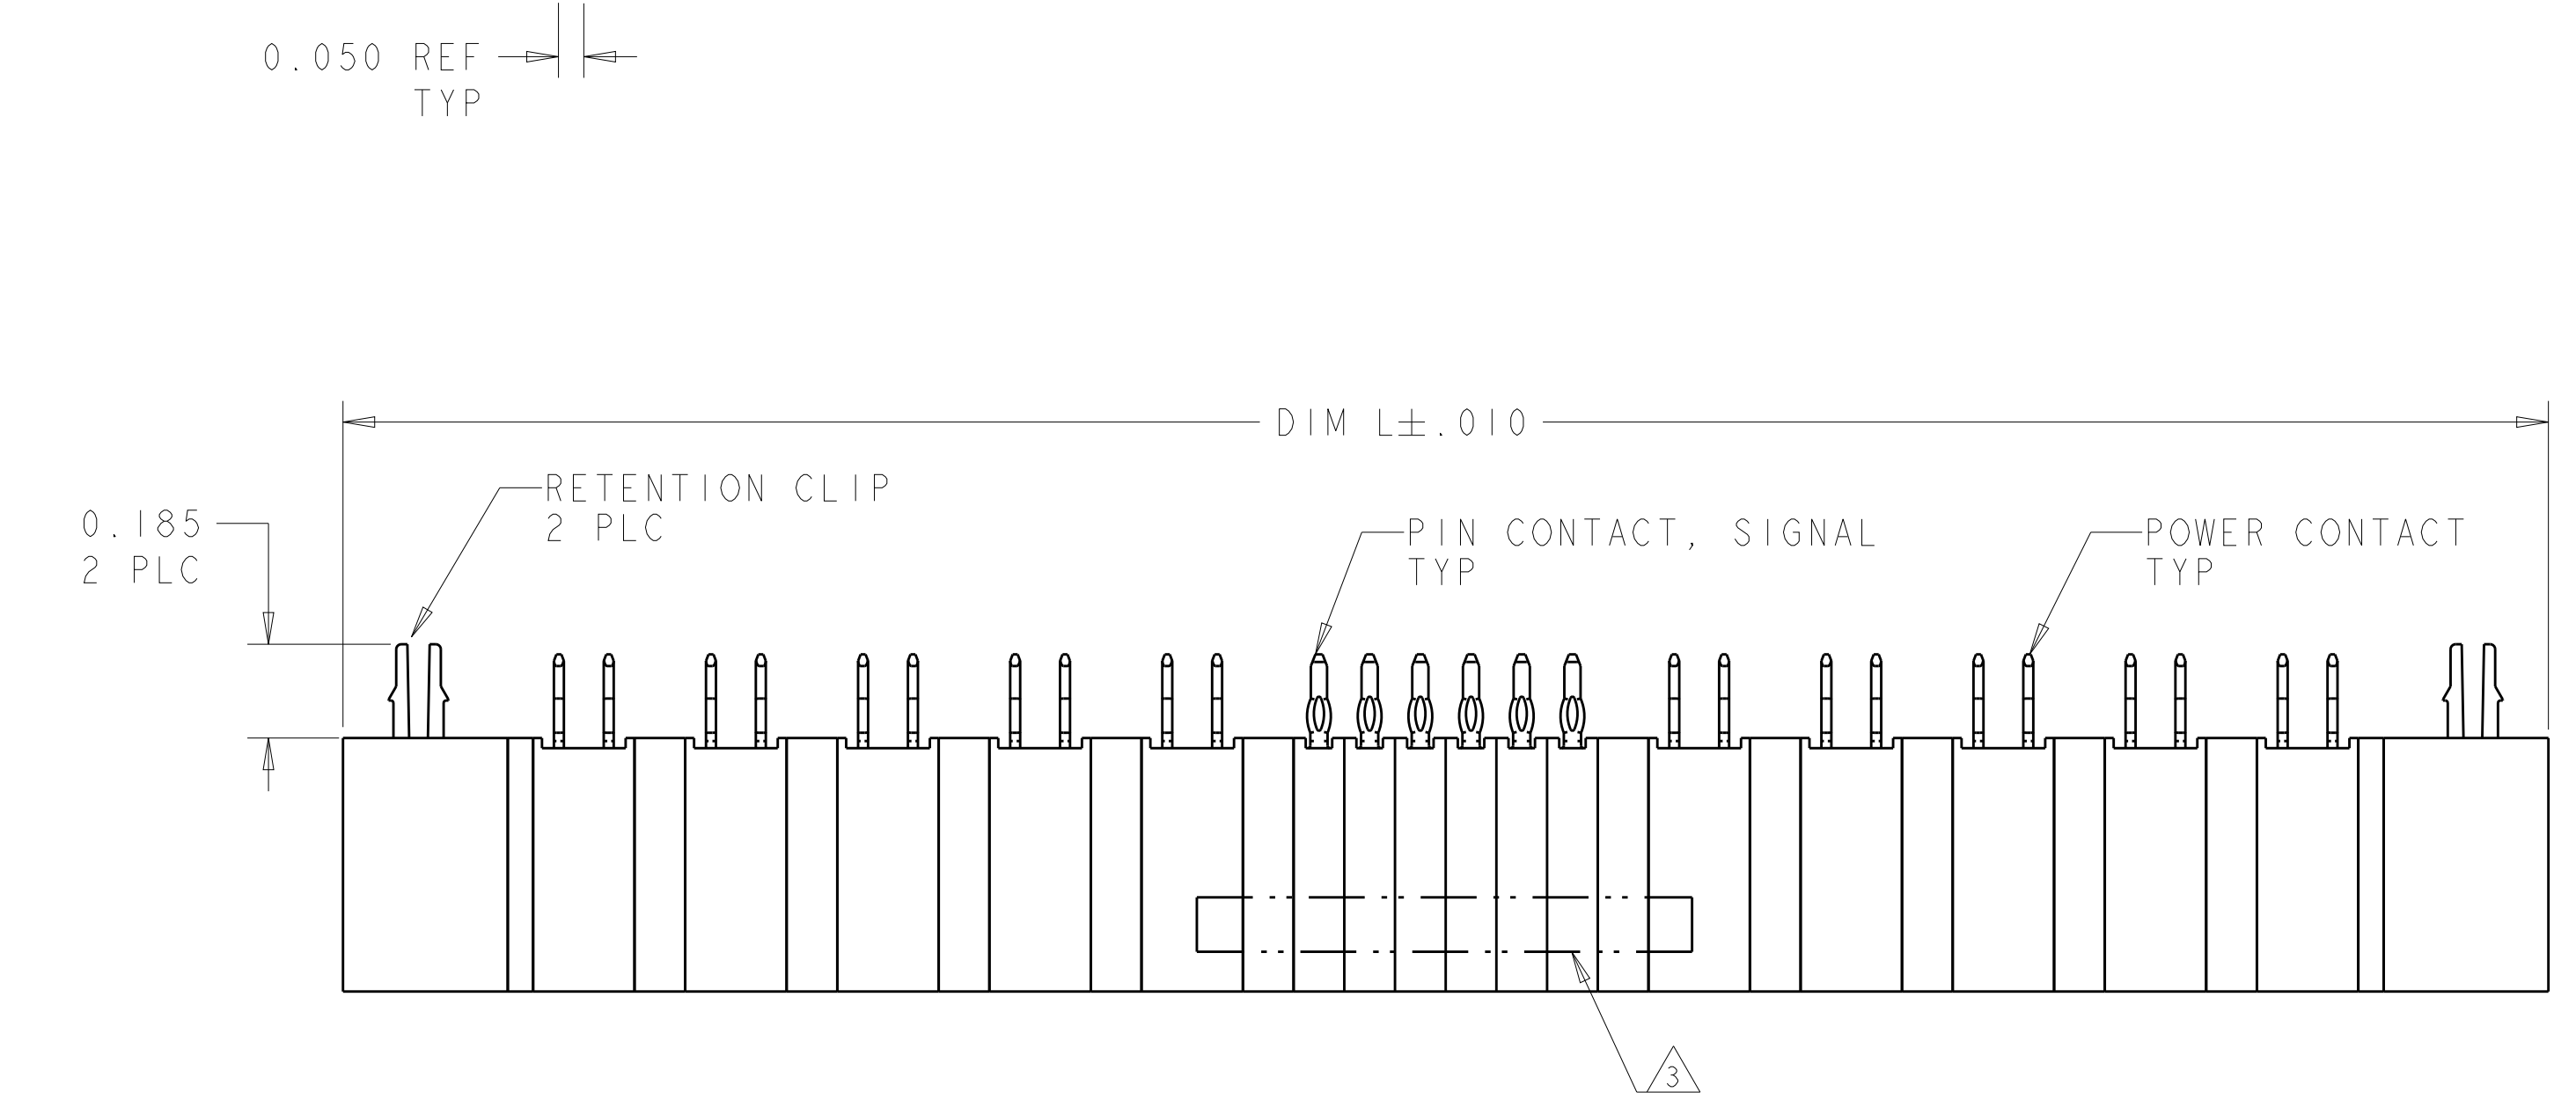 0.050 REF
TYP
DIM L±.010
RETENTION CLIP
2 PLC
0.185
2 PLC
PIN CONTACT, SIGNAL
TYP
POWER CONTACT
TYP
3